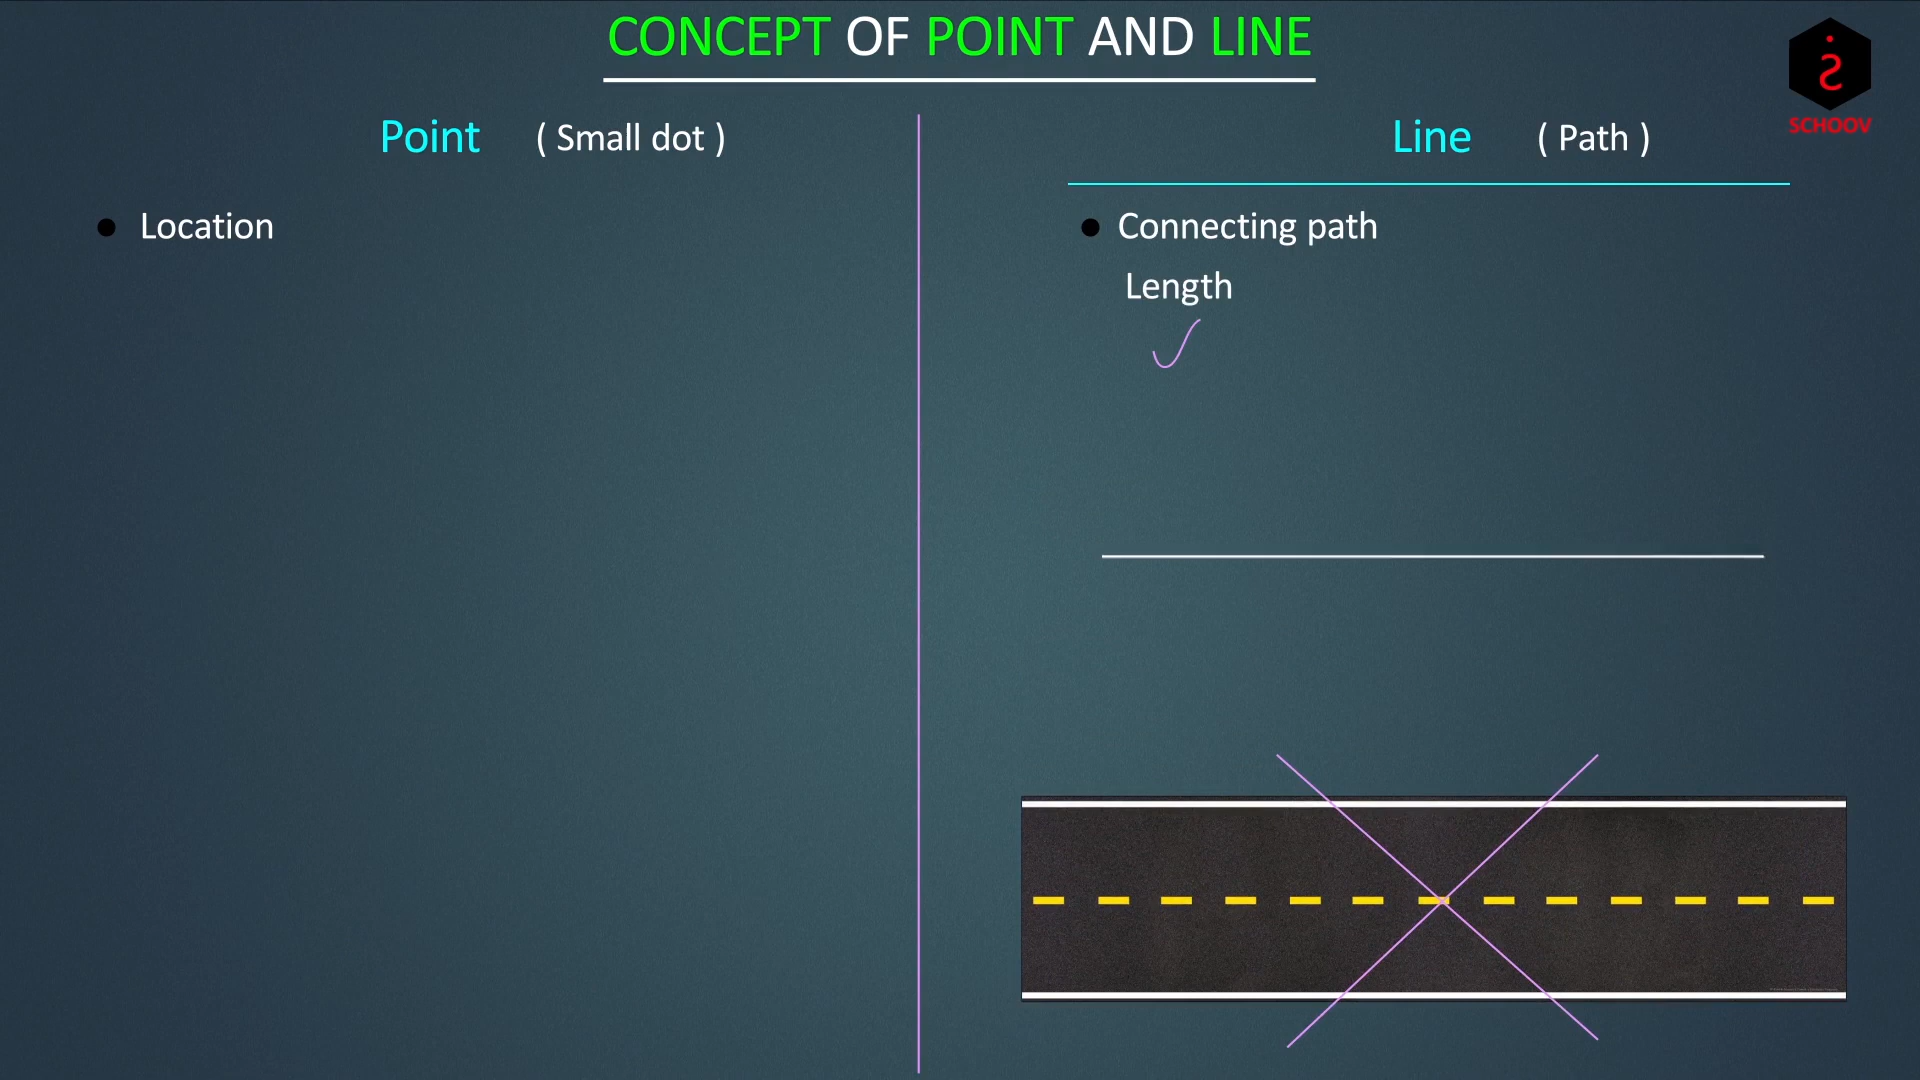 CONCEPT OF POINT AND LINE
SCHOOV
Point ( Small dot )
Location
Line ( Path )
Connecting path
Length